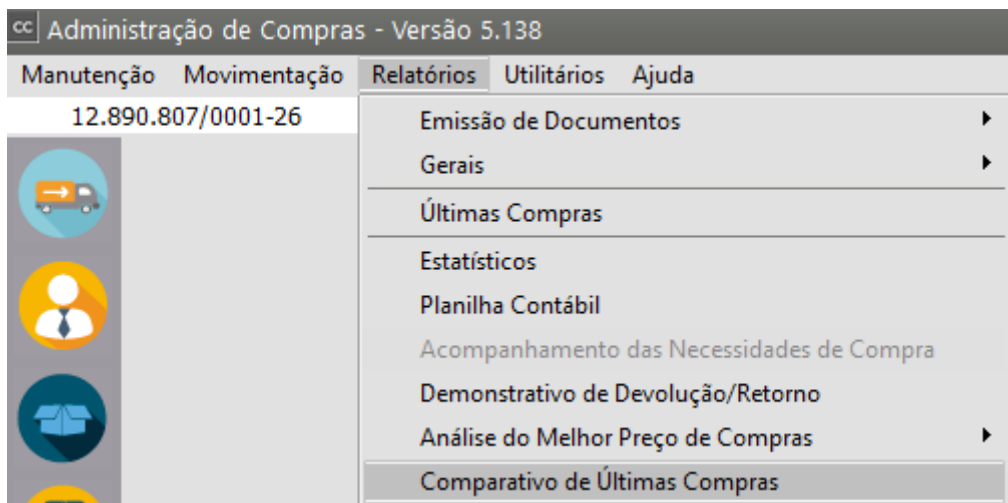 cc Administração de Compras - Versão 5.138
Manutenção Movimentação Relatórios Utilitários Ajuda
12.890.807/0001-26
Emissão de Documentos
Gerais
Últimas Compras
Estatísticos
Planilha Contábil
Acompanhamento das Necessidades de Compra
Demonstrativo de Devolução/Retorno
Análise do Melhor Preço de Compras
Comparativo de Últimas Compras